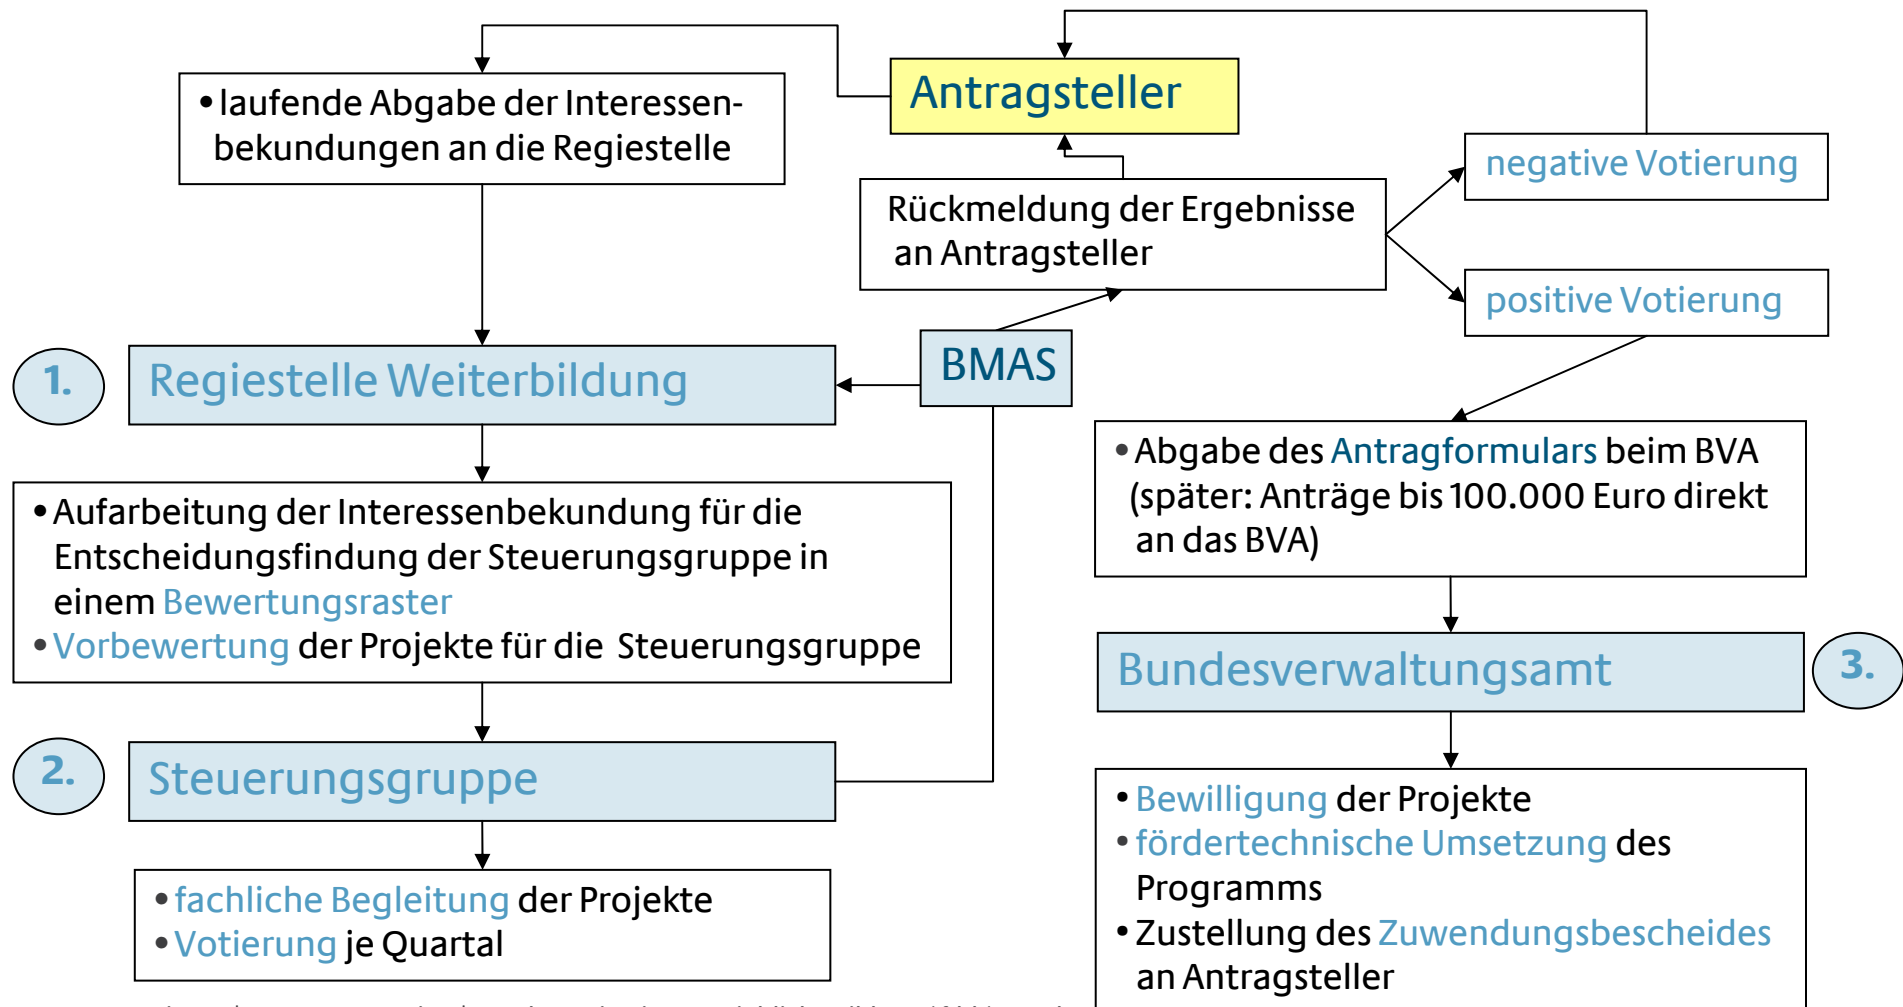 Antragsteller
• laufende Abgabe der Interessen-
bekundungen an die Regiestelle
negative Votierung
Rückmeldung der Ergebnisse
an Antragsteller
positive Votierung
1.
Regiestelle Weiterbildung
BMAS
• Aufarbeitung der Interessenbekundung für die
Entscheidungsfindung der Steuerungsgruppe in
einem Bewertungsraster
• Vorbewertung der Projekte für die Steuerungsgruppe
• Abgabe des Antragformulars beim BVA
(später: Anträge bis 100.000 Euro direkt
an das BVA)
2.
Steuerungsgruppe
Bundesverwaltungsamt
3.
• fachliche Begleitung der Projekte
• Votierung je Quartal
• Bewilligung der Projekte
• fördertechnische Umsetzung des
Programms
• Zustellung des Zuwendungsbescheides
an Antragsteller